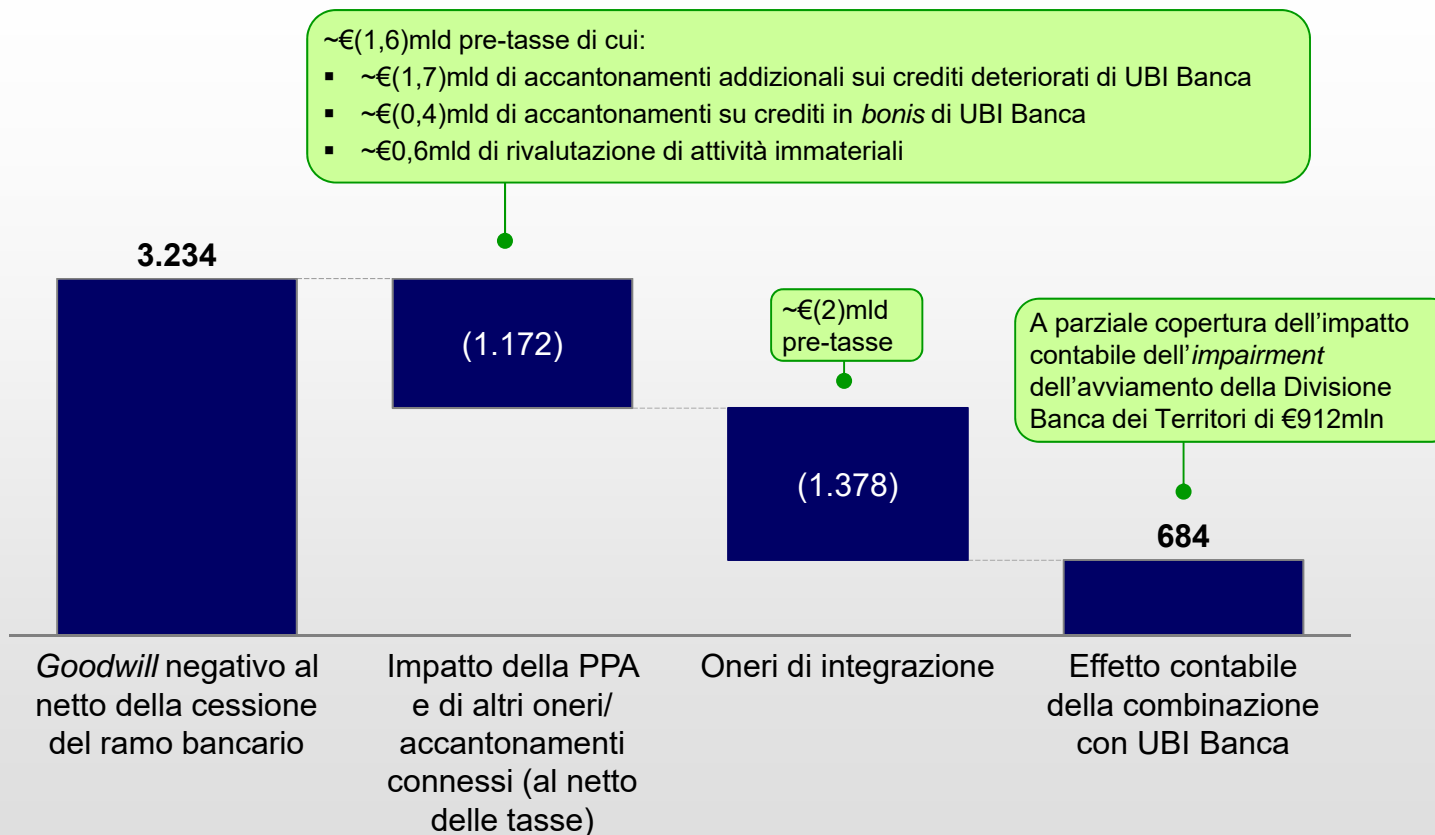 ~€(1,6)mld pre-tasse di cui:
▪ ~€(1,7)mld di accantonamenti addizionali sui crediti deteriorati di UBI Banca
▪ ~€(0,4)mld di accantonamenti su crediti in bonis di UBI Banca
▪ ~€0,6mld di rivalutazione di attività immateriali
3.234
(1.172)
~€(2)mld
pre-tasse
(1.378)
A parziale copertura dell’impatto
contabile dell’impairment
dell’avviamento della Divisione
Banca dei Territori di €912mln
684
Goodwill negativo al
netto della cessione
del ramo bancario
Impatto della PPA
e di altri oneri/
accantonamenti
connessi (al netto
delle tasse)
Oneri di integrazione
Effetto contabile
della combinazione
con UBI Banca